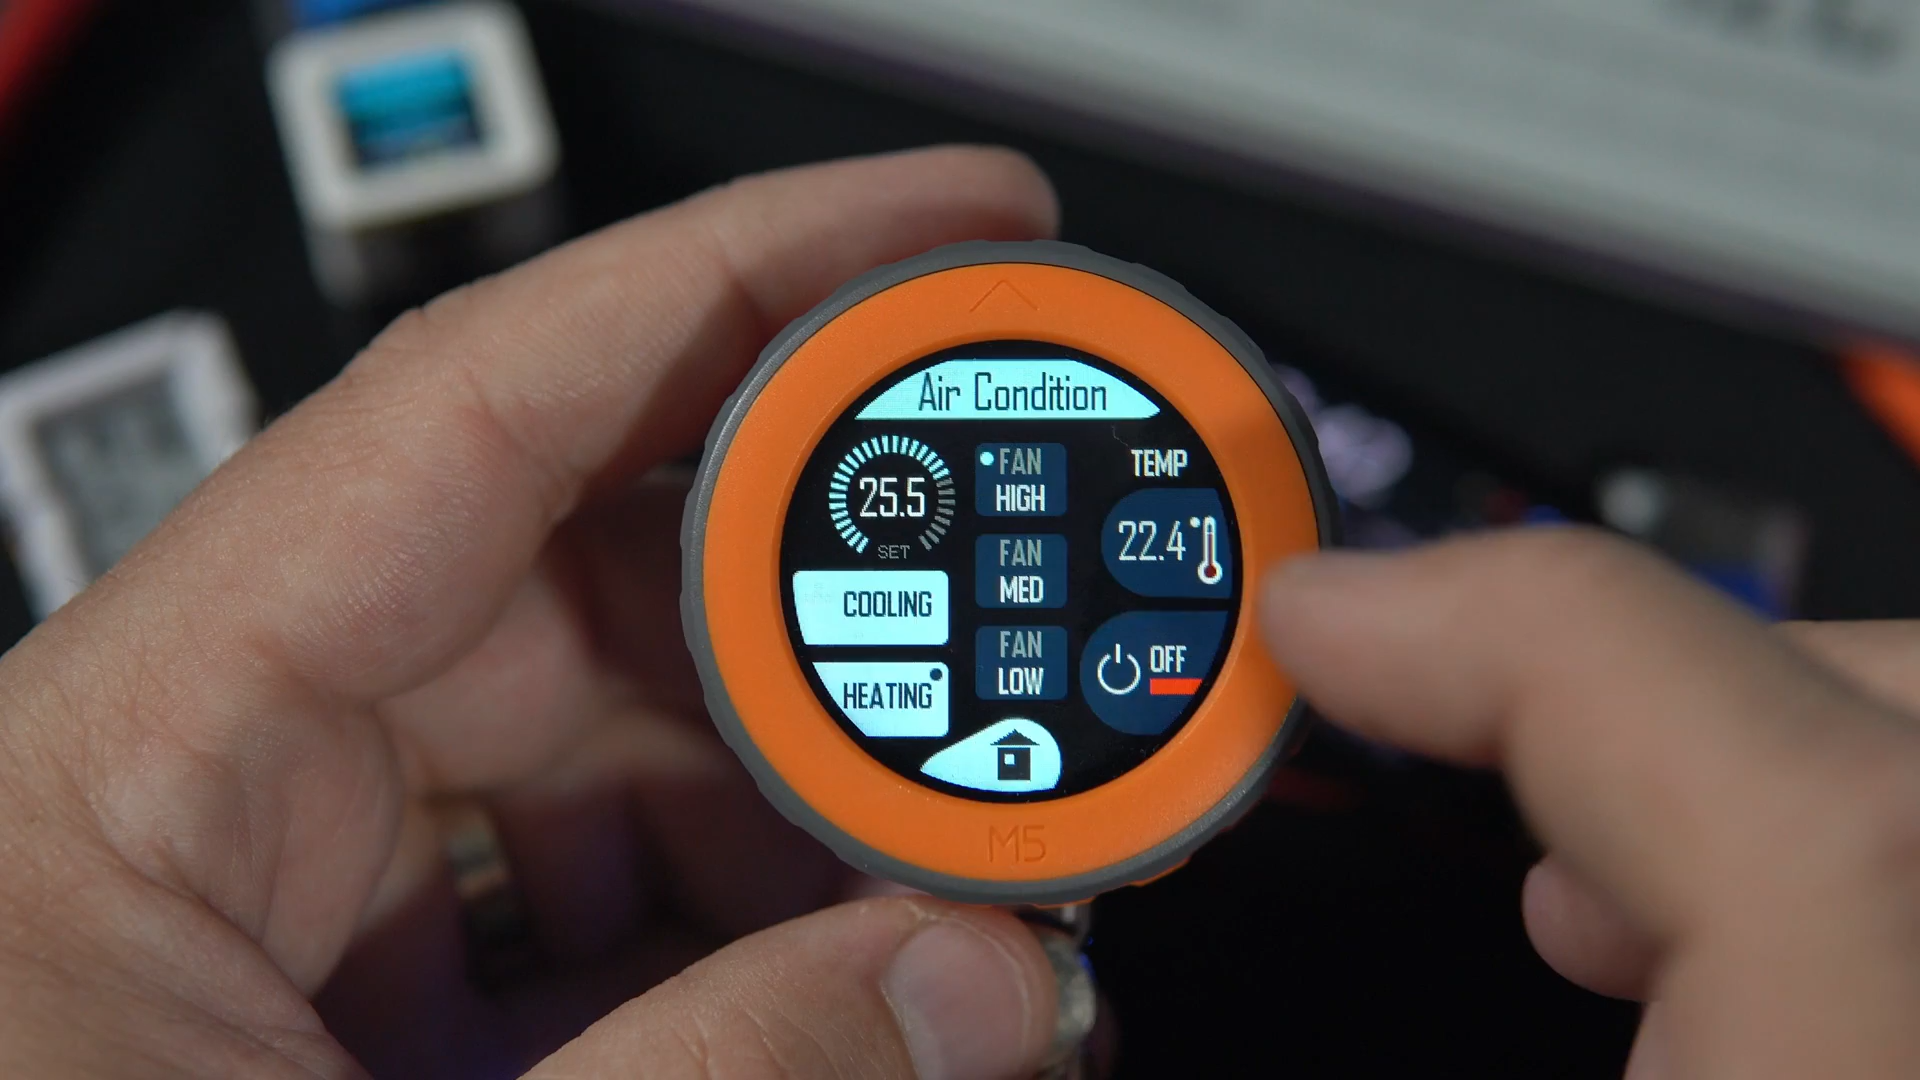 Air Condition
25.5
SET
COOLING
HEATING
FAN
HIGH
FAN
MED
FAN
LOW
TEMP
22.4°
OFF
M5